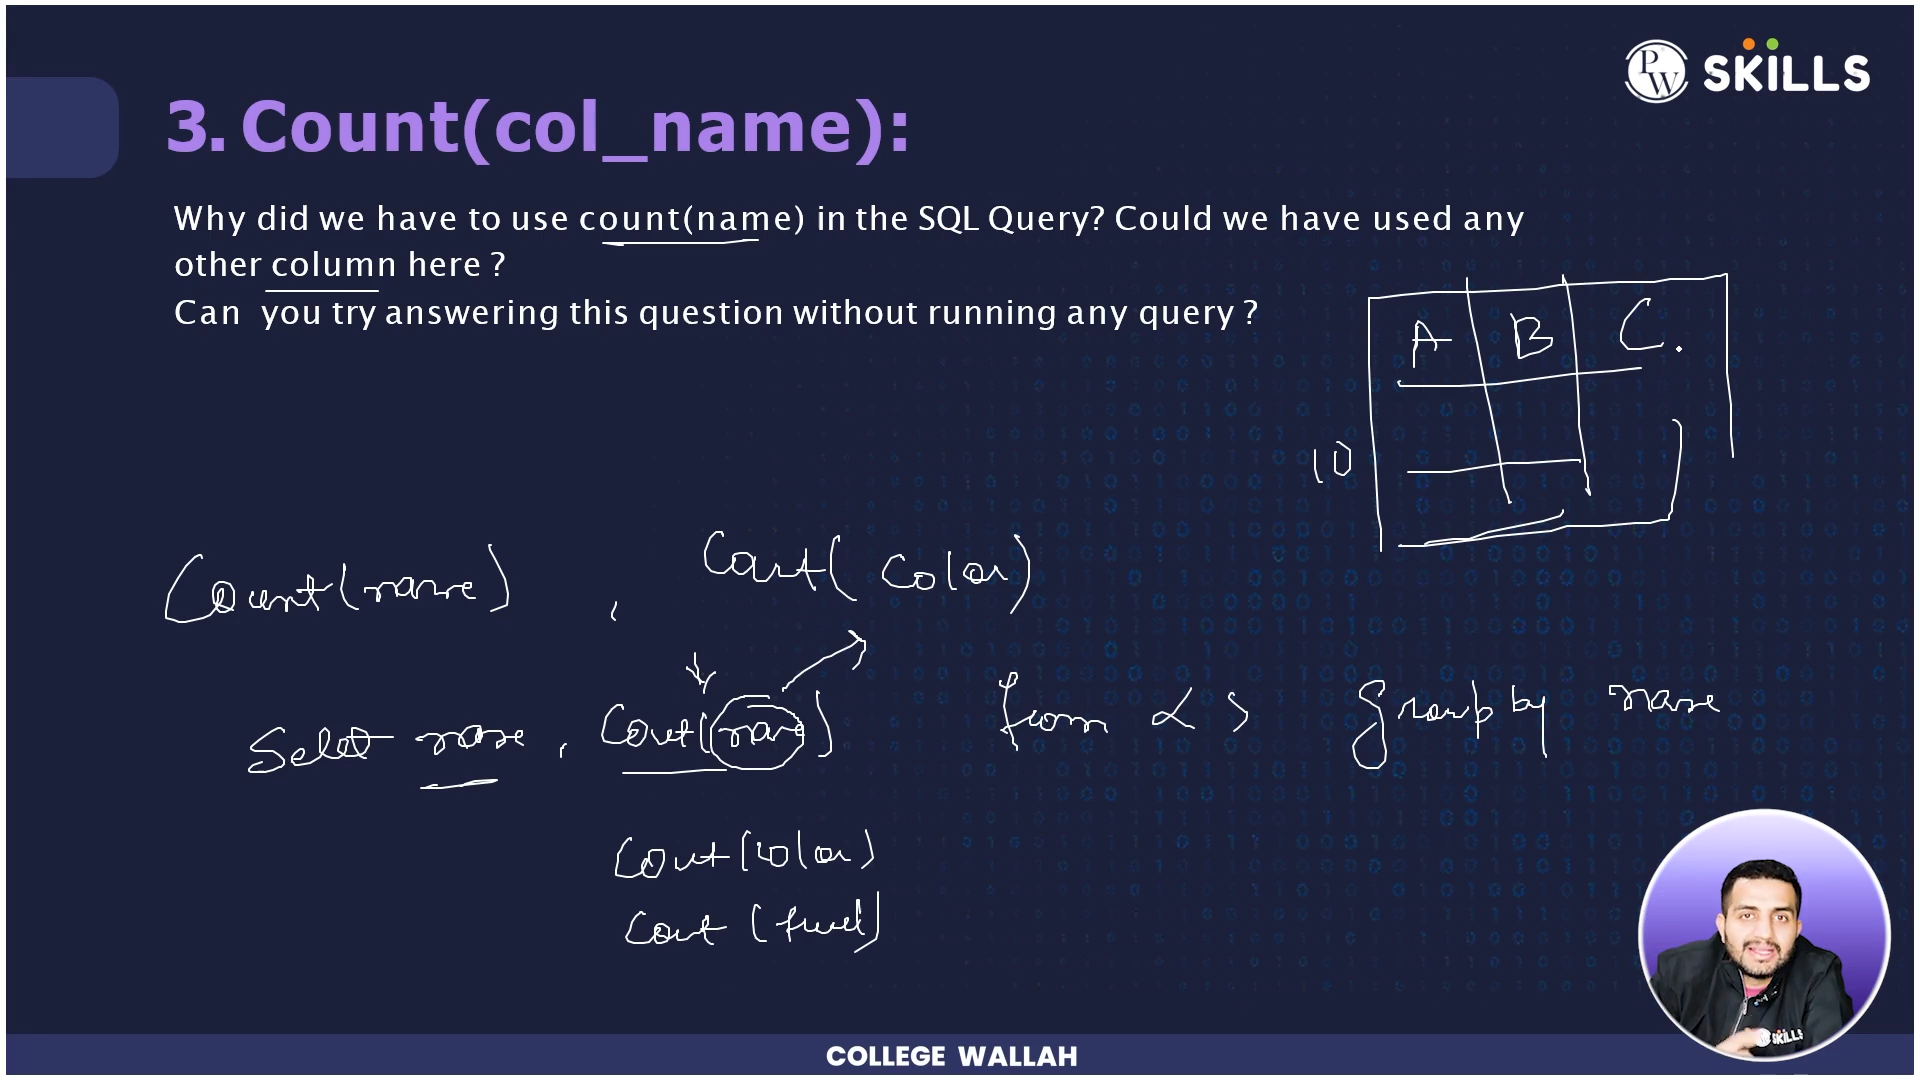 PW SKILLS
3. Count(col_name):
Why did we have to use count(name) in the SQL Query? Could we have used any
other column here ?
Can you try answering this question without running any query ?
A B C.
10
Count(name) , Count( Color)
Select name , Count(name) from < > group by name
Count(color)
Count (fuel)
SKILLS
COLLEGE WALLAH